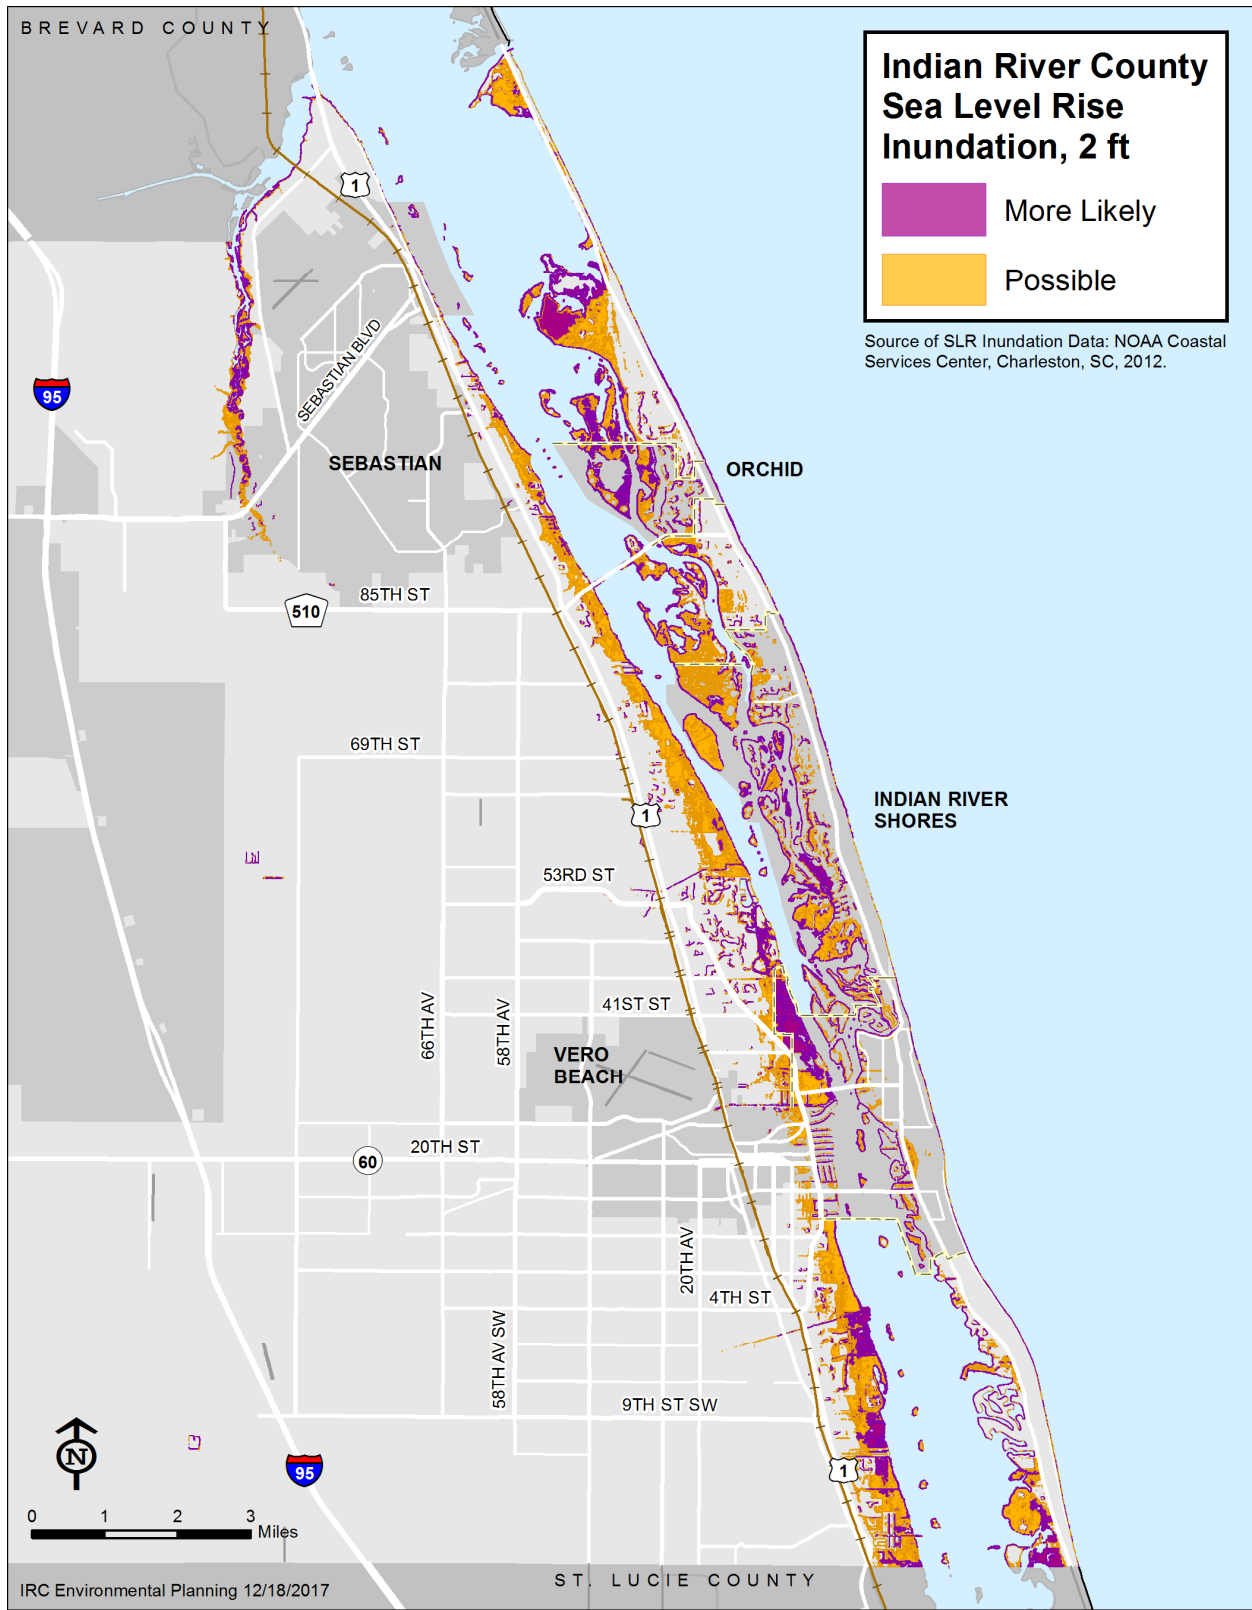 BREVARD COUNTY
Indian River County
Sea Level Rise
Inundation, 2 ft
More Likely
Possible
Source of SLR Inundation Data: NOAA Coastal
Services Center, Charleston, SC, 2012.
1
95
SEBASTIAN BLVD
SEBASTIAN
ORCHID
85TH ST
510
69TH ST
1
INDIAN RIVER
SHORES
53RD ST
66TH AV
58TH AV
41ST ST
VERO
BEACH
20TH ST
60
20TH AV
4TH ST
58TH AV SW
9TH ST SW
N
95
1
0 1 2 3
Miles
IRC Environmental Planning 12/18/2017
ST. LUCIE COUNTY